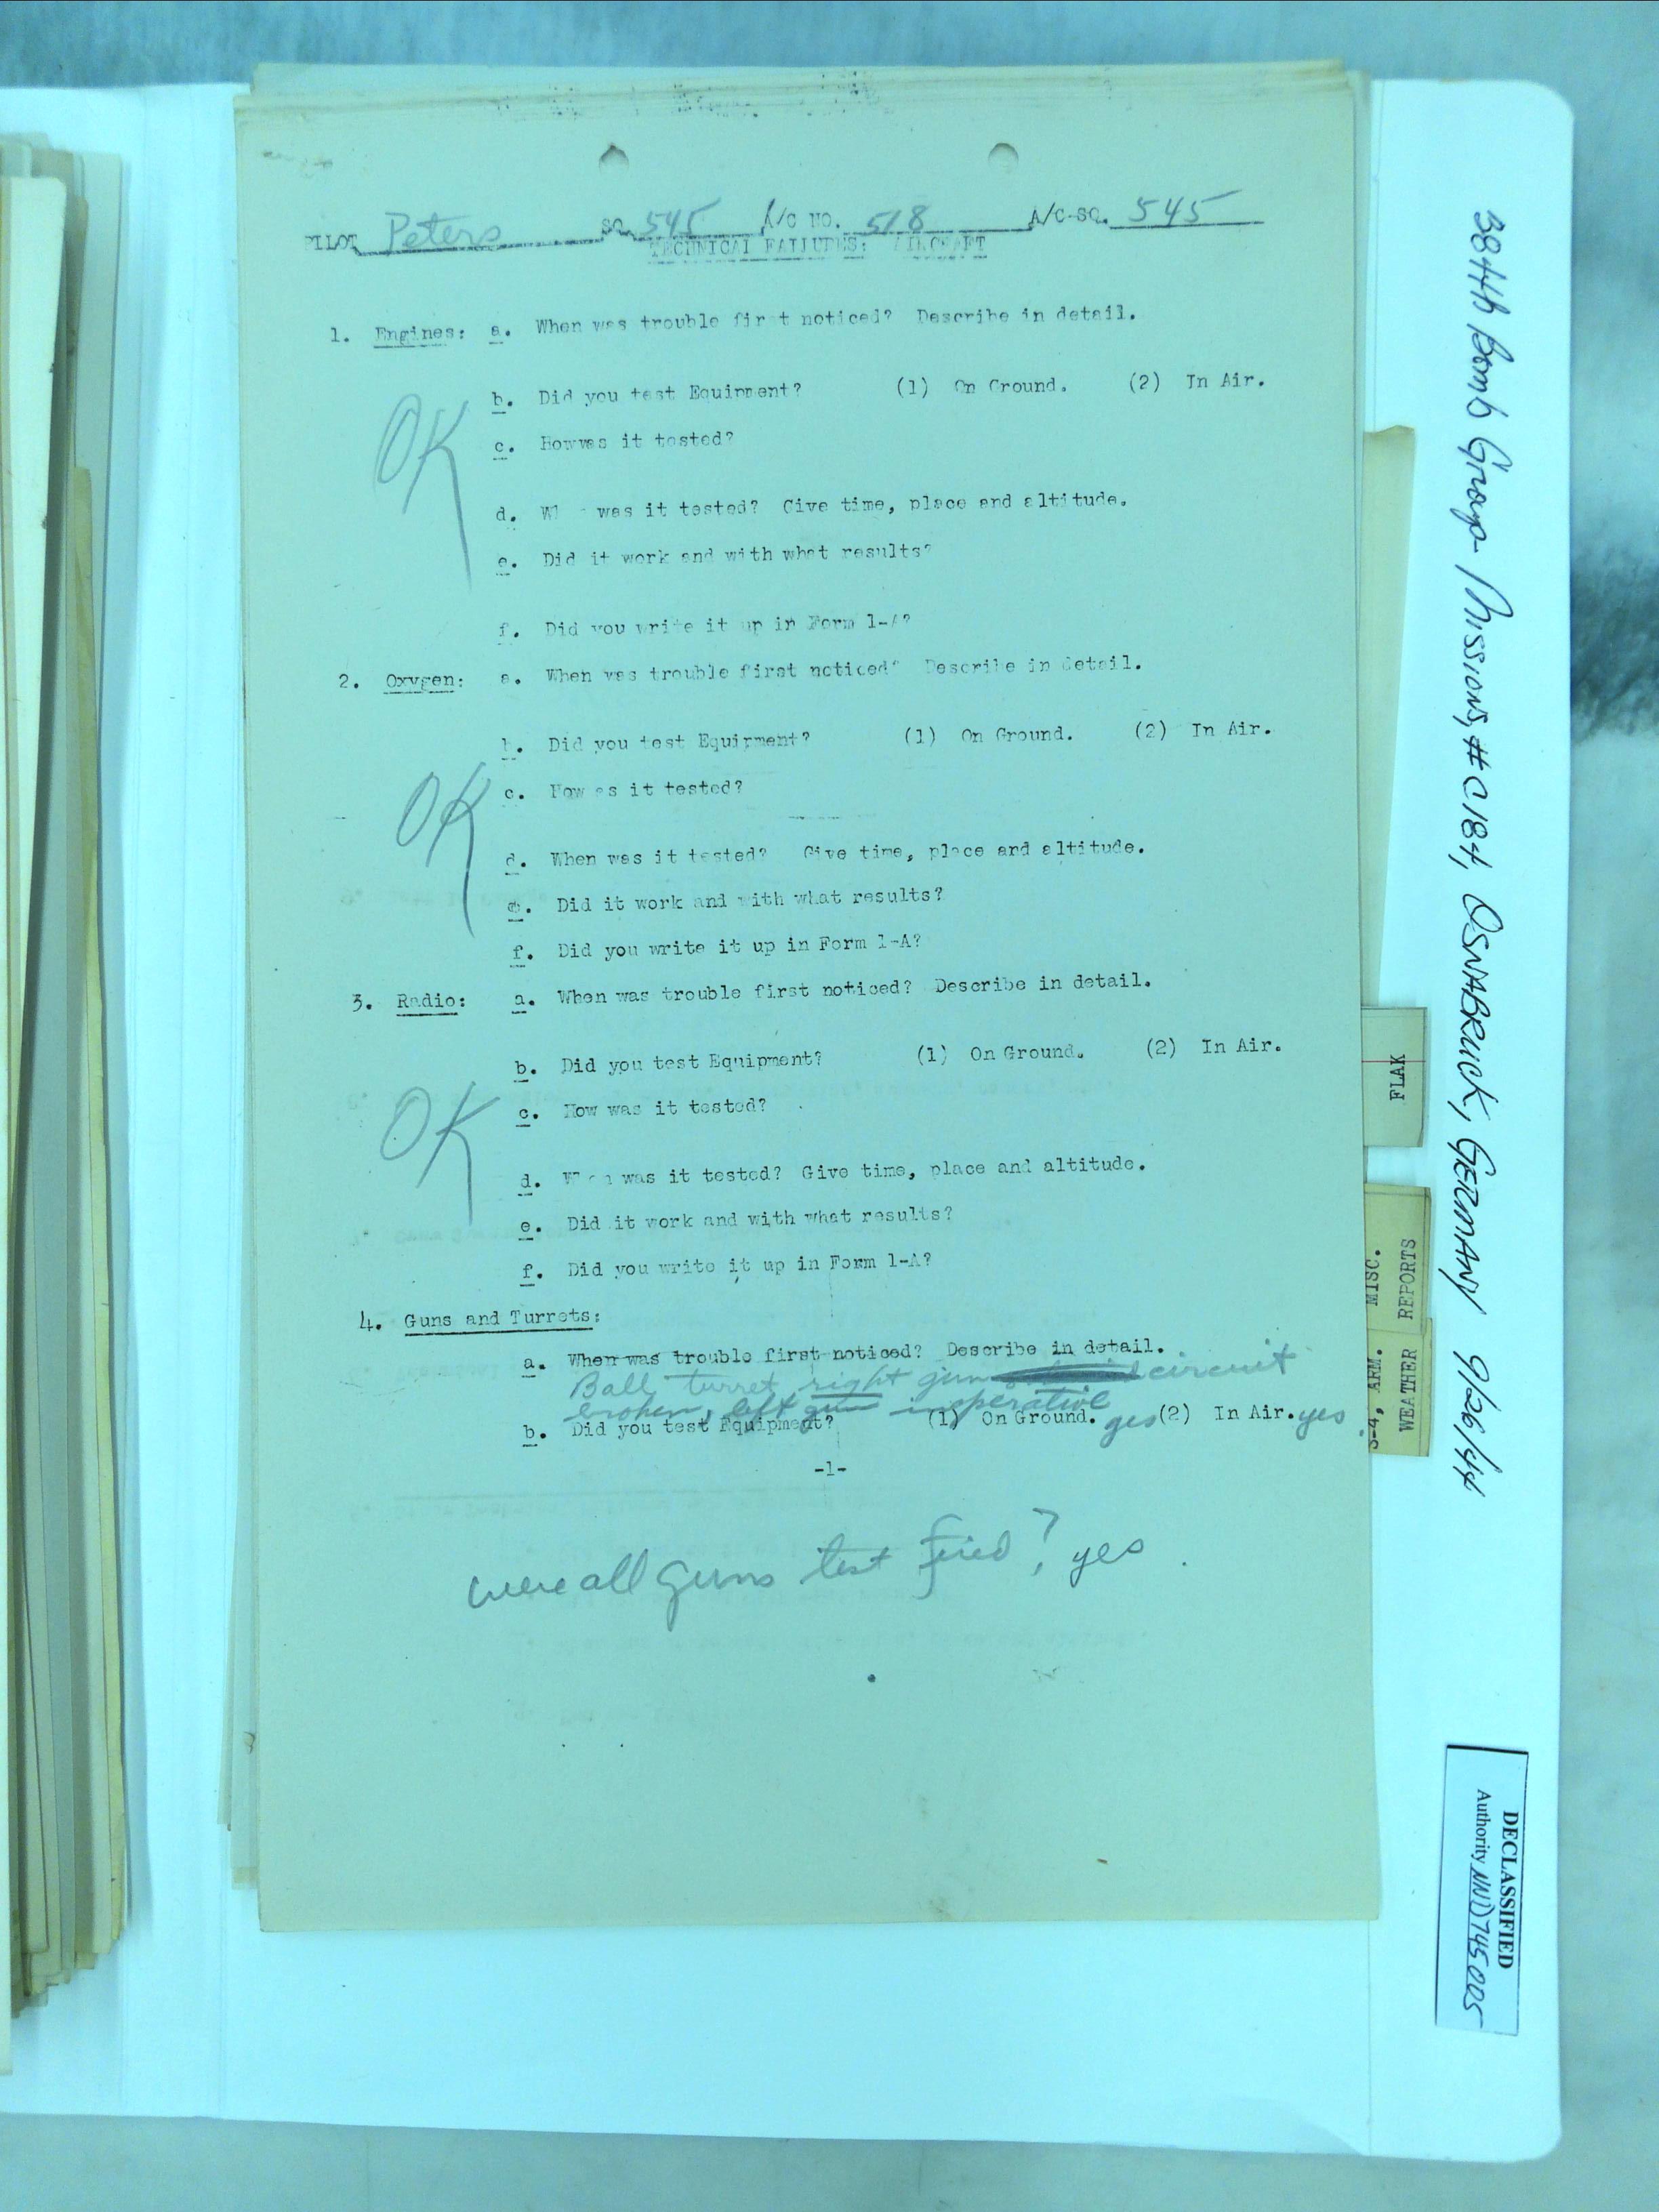 PILOT Peters SQ. 545 A/C NO. 518 A/C SQ. 545
TECHNICAL FAILURES: AIRCRAFT
1. Engines: a. When was trouble first noticed? Describe in detail.
b. Did you test Equipment? (1) On Ground. (2) In Air.
OK
c. How was it tested?
d. was it tested? Give time, place and altitude.
e. Did it work and with what results?
f. Did you write it up in Form 1-A?
2. Oxygen: a. When was trouble first noticed? Describe in detail.
b. Did you test Equipment? (1) On Ground. (2) In Air.
OK
c. How was it tested?
d. When was it tested? Give time, place and altitude.
e. Did it work and with what results?
f. Did you write it up in Form 1-A?
3. Radio: a. When was trouble first noticed? Describe in detail.
b. Did you test Equipment? (1) On Ground. (2) In Air.
OK
c. How was it tested?
d. When was it tested? Give time, place and altitude.
e. Did it work and with what results?
f. Did you write it up in Form 1-A?
4. Guns and Turrets:
a. When was trouble first noticed? Describe in detail.
Ball turret, right gun circuit
broken, left gun inoperative
b. Did you test Equipment? (1) On Ground. yes (2) In Air. yes
-1-
were all guns test fired? yes.
384th Bomb Group Missions, #C184, OSNABRUCK, GERMANY 9/26/44
FLAK
MISC.
REPORTS
S-4, ARM.
WEATHER
DECLASSIFIED
Authority NND745005